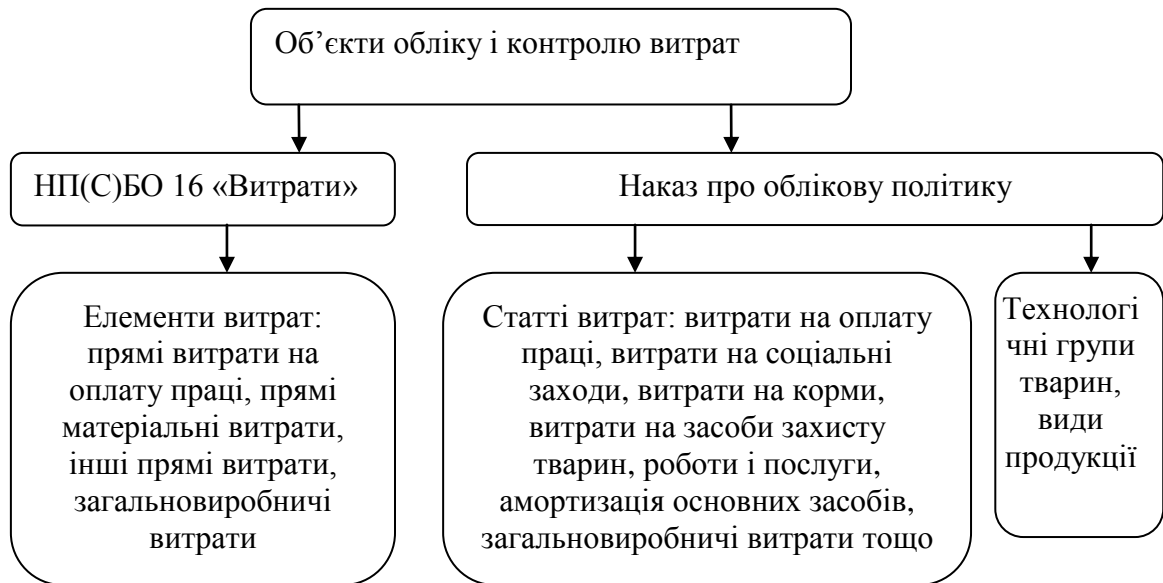 Об’єкти обліку і контролю витрат
НП(С)БО 16 «Витрати»
Наказ про облікову політику
Елементи витрат:
прямі витрати на
оплату праці, прямі
матеріальні витрати,
інші прямі витрати,
загальновиробничі
витрати
Статті витрат: витрати на оплату
праці, витрати на соціальні
заходи, витрати на корми,
витрати на засоби захисту
тварин, роботи і послуги,
амортизація основних засобів,
загальновиробничі витрати тощо
Технологі
чні групи
тварин,
види
продукції